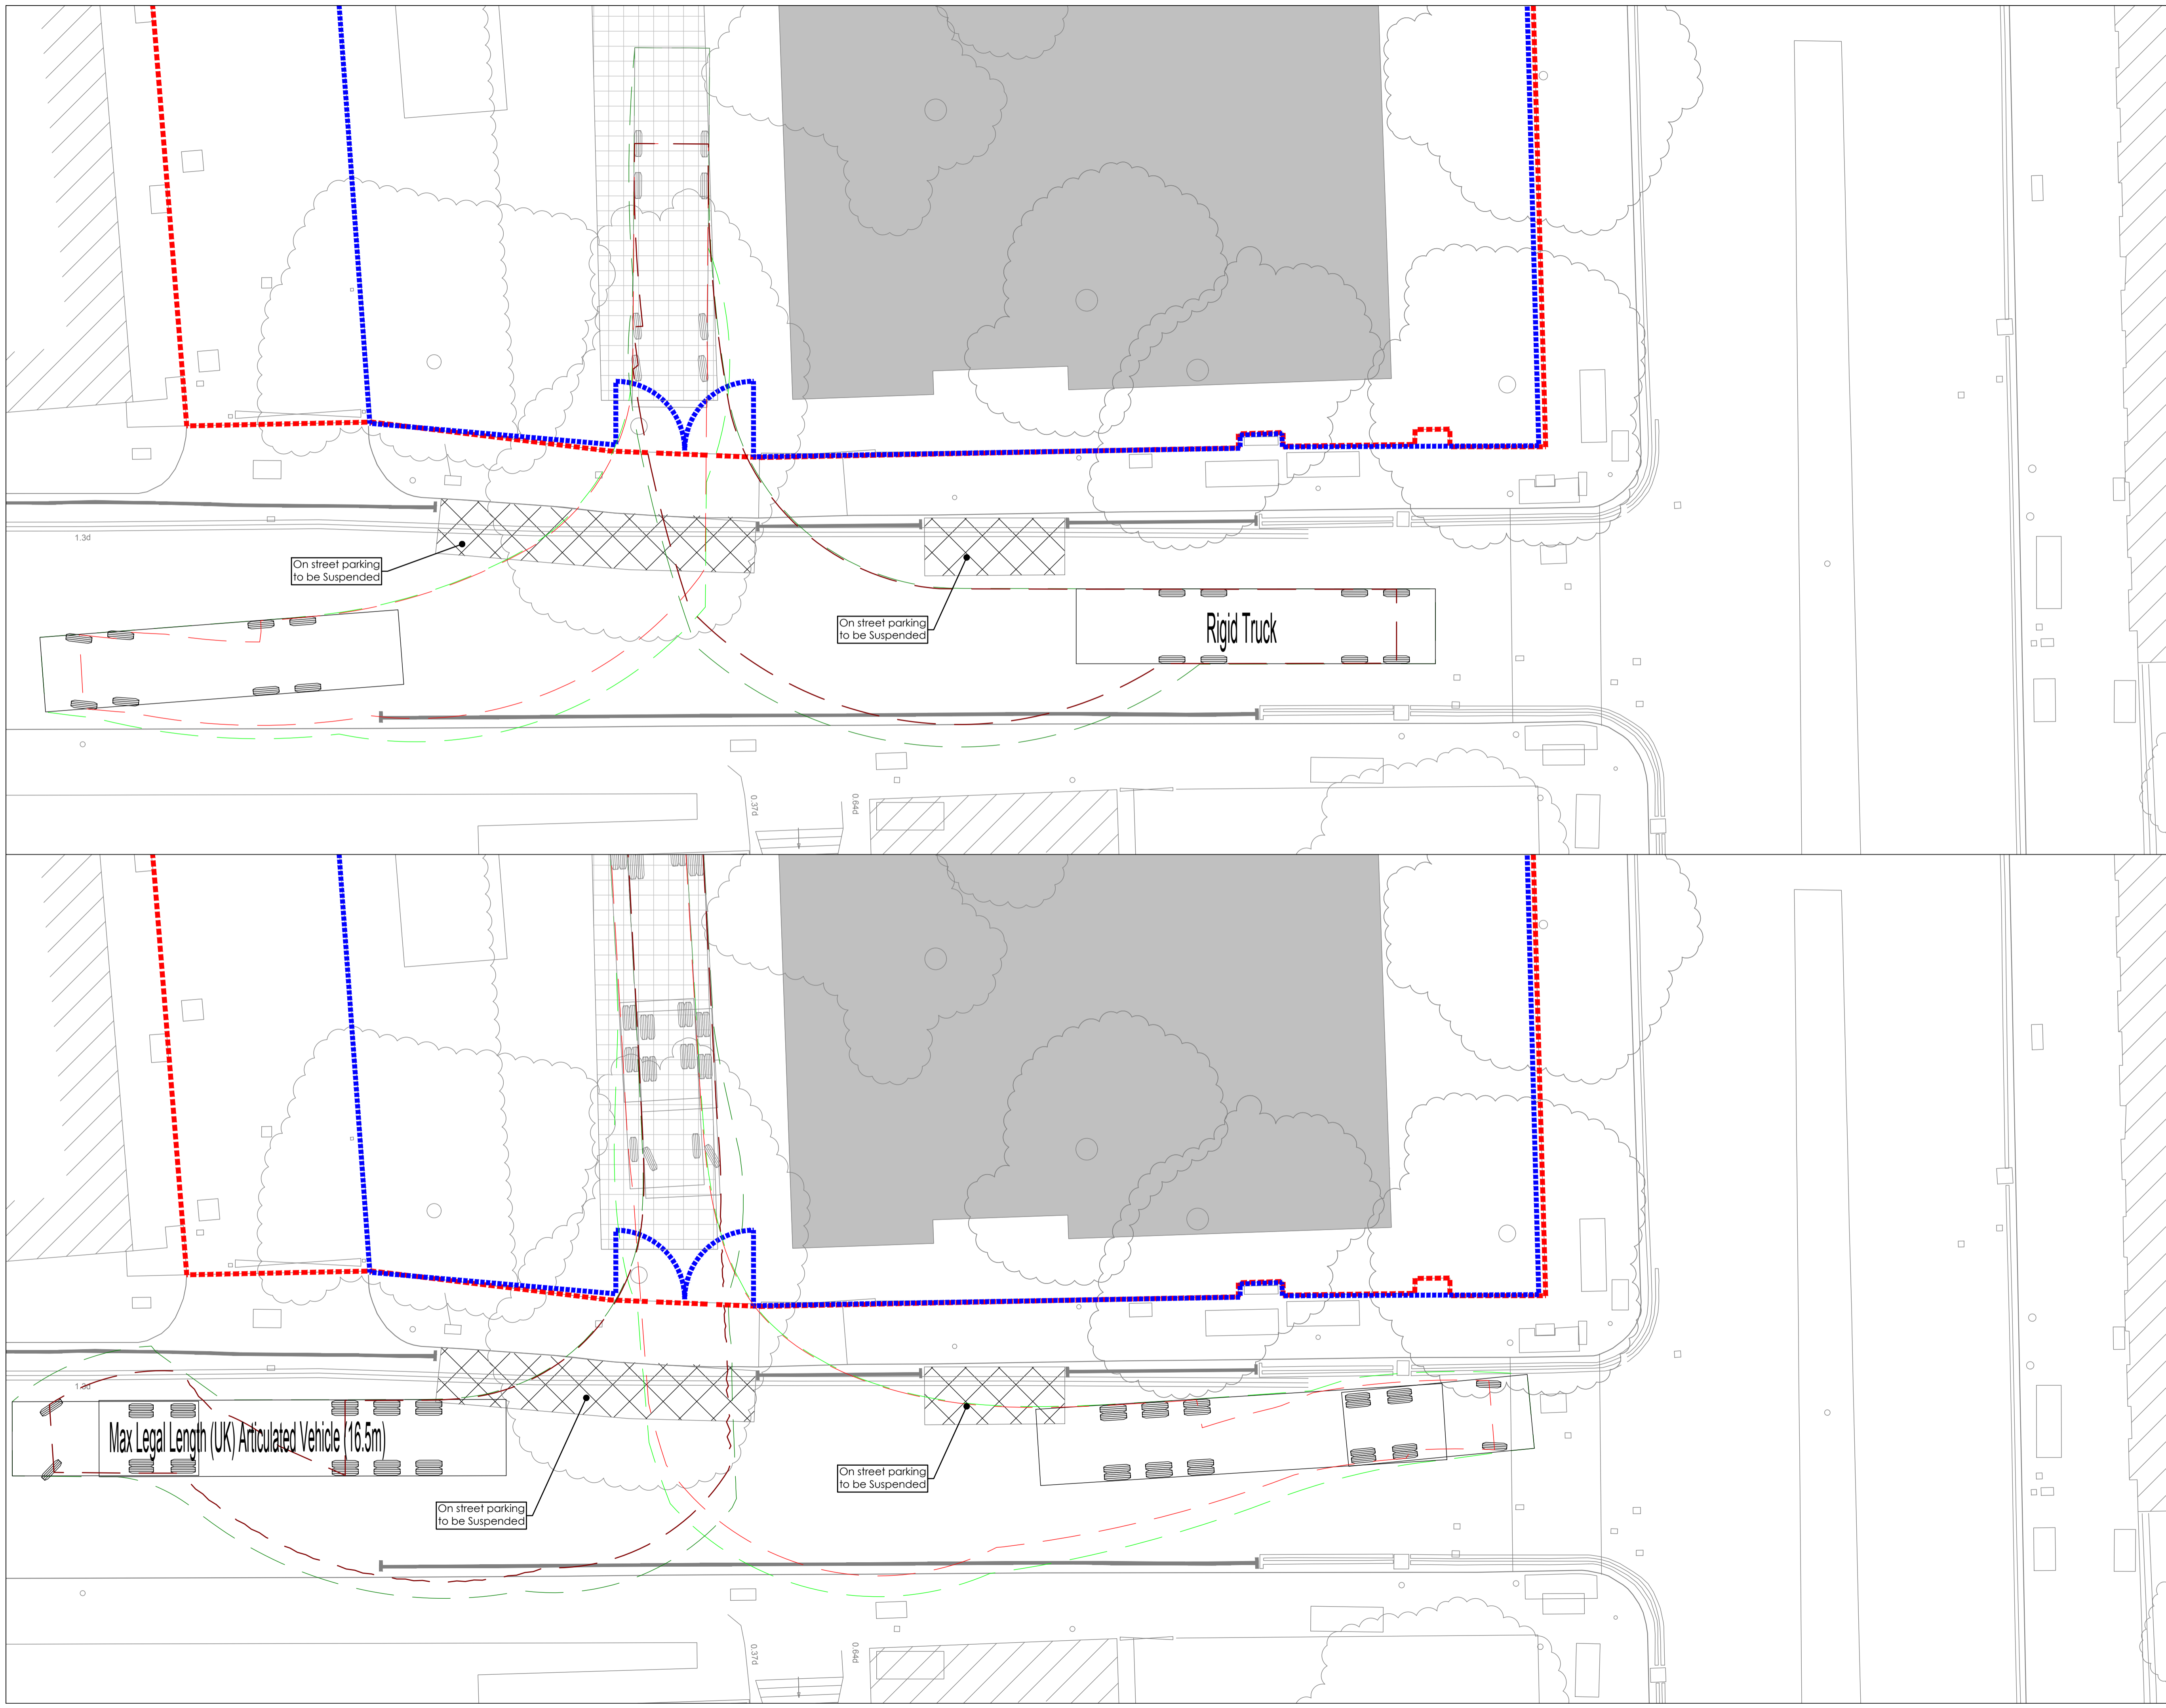 1.3d
On street parking
to be Suspended
On street parking
to be Suspended
Rigid Truck
0.37d
0.64d
1.3d
Max Legal Length (UK) Articulated Vehicle (16.5m)
On street parking
to be Suspended
On street parking
to be Suspended
0.37d
0.64d